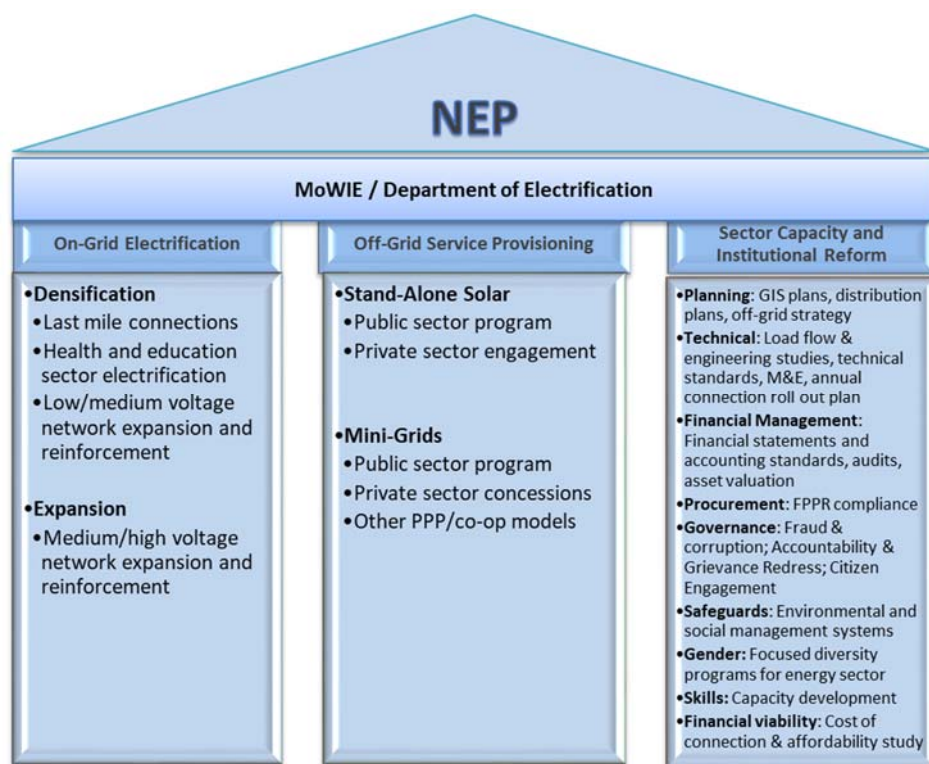 NEP
MoWIE / Department of Electrification
On-Grid Electrification
•Densification
•Last mile connections
•Health and education
sector electrification
•Low/medium voltage
network expansion and
reinforcement
•Expansion
•Medium/high voltage
network expansion and
reinforcement
Off-Grid Service Provisioning
•Stand-Alone Solar
•Public sector program
•Private sector engagement
•Mini-Grids
•Public sector program
•Private sector concessions
•Other PPP/co-op models
Sector Capacity and
Institutional Reform
•Planning: GIS plans, distribution
plans, off-grid strategy
•Technical: Load flow &
engineering studies, technical
standards, M&E, annual
connection roll out plan
•Financial Management:
Financial statements and
accounting standards, audits,
asset valuation
•Procurement: FPPR compliance
•Governance: Fraud &
corruption; Accountability &
Grievance Redress; Citizen
Engagement
•Safeguards: Environmental and
social management systems
•Gender: Focused diversity
programs for energy sector
•Skills: Capacity development
•Financial viability: Cost of
connection & affordability study